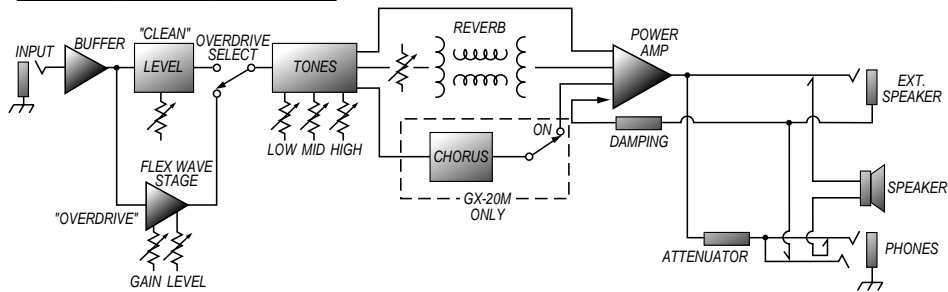 INPUT
BUFFER
"CLEAN"
LEVEL
OVERDRIVE
SELECT
TONES
LOW MID HIGH
REVERB
POWER
AMP
ON
CHORUS
GX-20M
ONLY
DAMPING
EXT.
SPEAKER
SPEAKER
FLEX WAVE
STAGE
"OVERDRIVE"
GAIN LEVEL
ATTENUATOR
PHONES